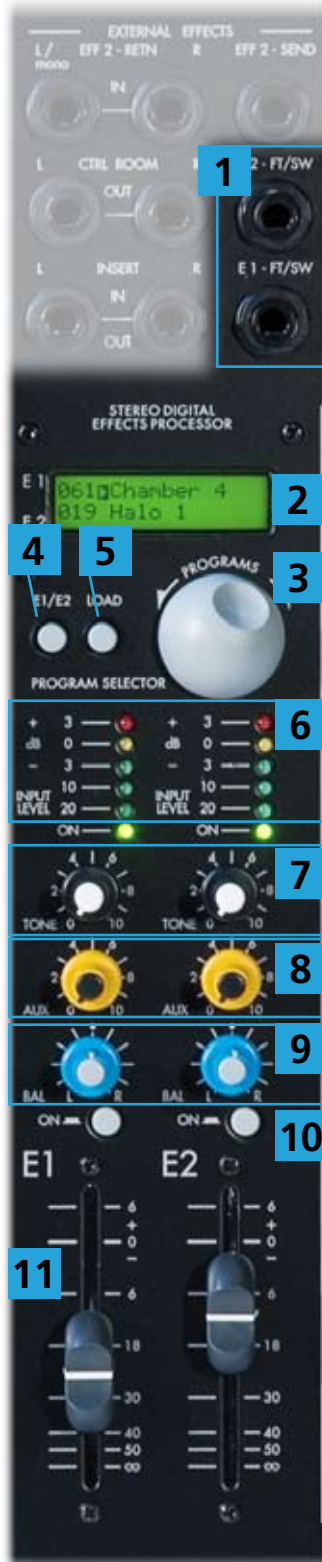 EXTERNAL EFFECTS
L/ mono EFF 2 - RETN R EFF 2 - SEND
IN
L CTRL ROOM 1 2 - FT/SW
OUT
L INSERT R E 1 - FT/SW
IN
OUT
STEREO DIGITAL
EFFECTS PROCESSOR
E 1 061 Chamber 4
E 2 019 Halo 1 2
4 5 PROGRAMS 3
E1/E2 LOAD
PROGRAM SELECTOR
+ 3 + 3 6
dB 0 dB 0
– 3 – 3
INPUT 10 INPUT 10
LEVEL 20 LEVEL 20
ON ON
4 6 4 6 7
2 8 2 8
TONE 0 10 TONE 0 10
4 6 4 6 8
2 8 2 8
AUX 0 10 AUX 0 10
9
BAL L R BAL L R
ON ON 10
E1 E2
6 6
+ +
0 0
– –
11 6 6
18 18
30 30
40 40
50 50
∞ ∞